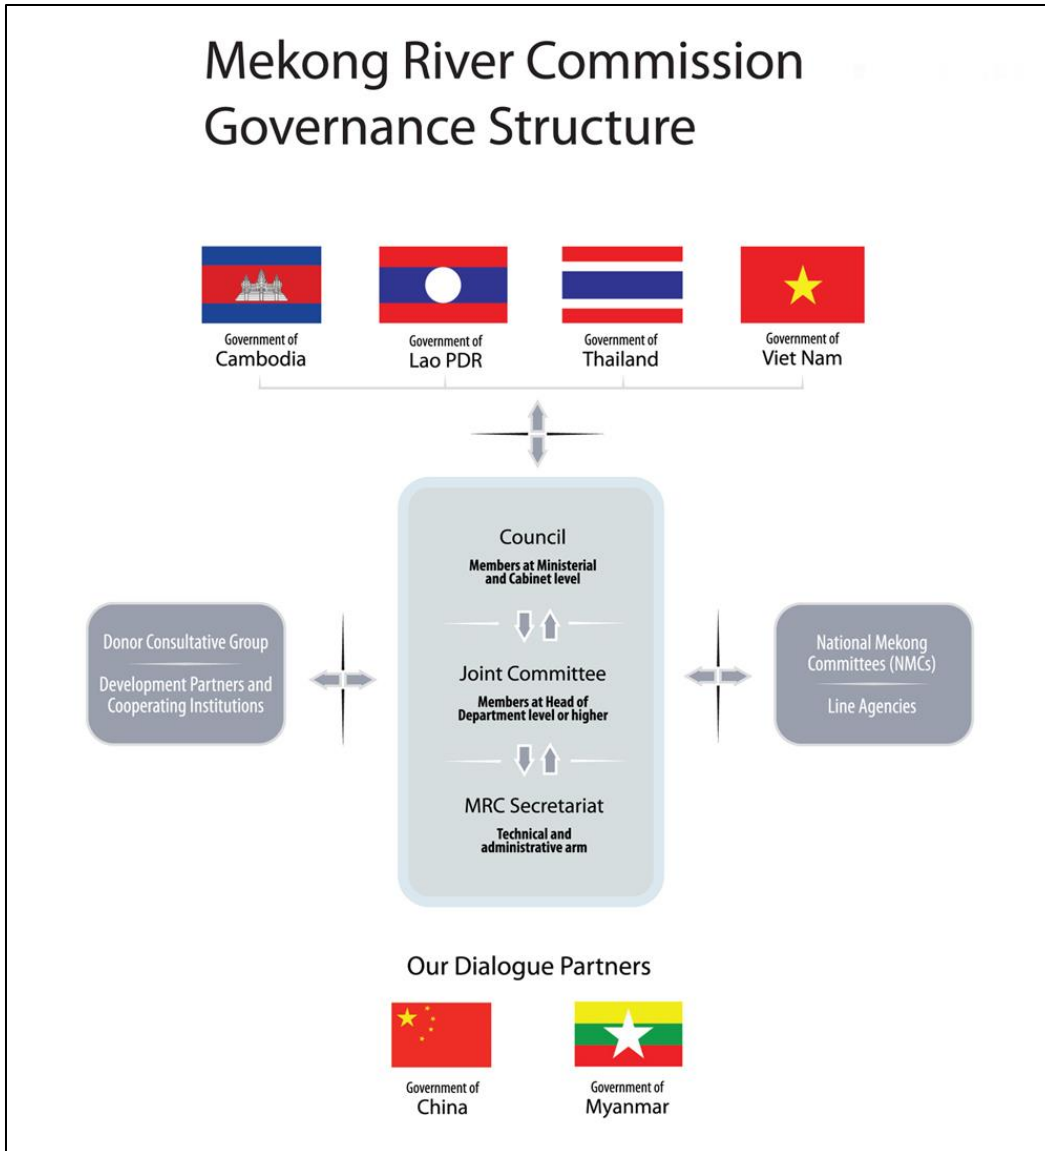 Mekong River Commission
Governance Structure
Government of
Cambodia
Government of
Lao PDR
Government of
Thailand
Government of
Viet Nam
Council
Members at Ministerial
and Cabinet level
Donor Consultative Group
Development Partners and
Cooperating Institutions
Joint Committee
Members at Head of
Department level or higher
National Mekong
Committees (NMCs)
Line Agencies
MRC Secretariat
Technical and
administrative arm
Our Dialogue Partners
Government of
China
Government of
Myanmar